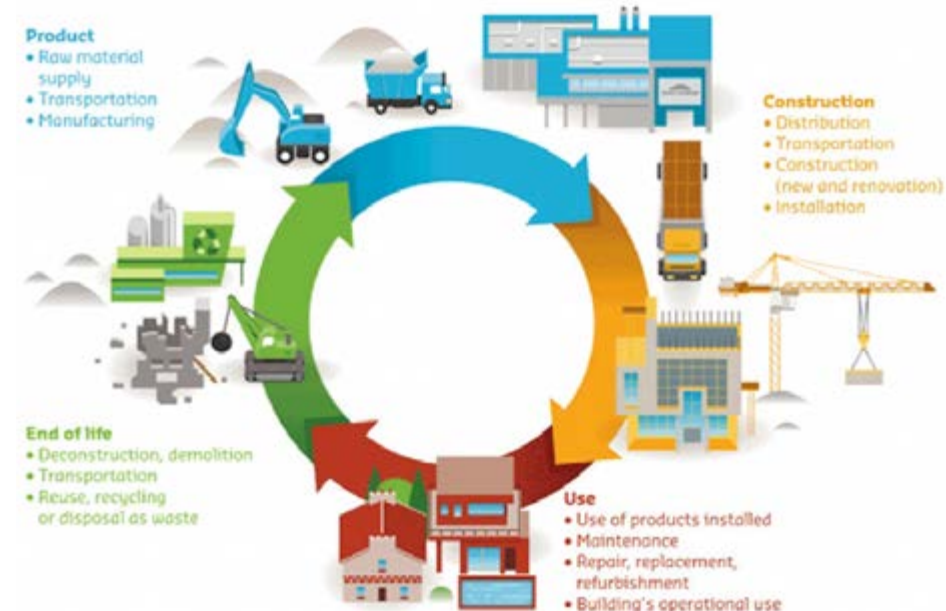 Product
• Raw material
supply
• Transportation
• Manufacturing
Construction
• Distribution
• Transportation
• Construction
(new and renovation)
• Installation
Use
• Use of products installed
• Maintenance
• Repair, replacement,
refurbishment
• Building's operational use
End of life
• Deconstruction, demolition
• Transportation
• Reuse, recycling
or disposal as waste